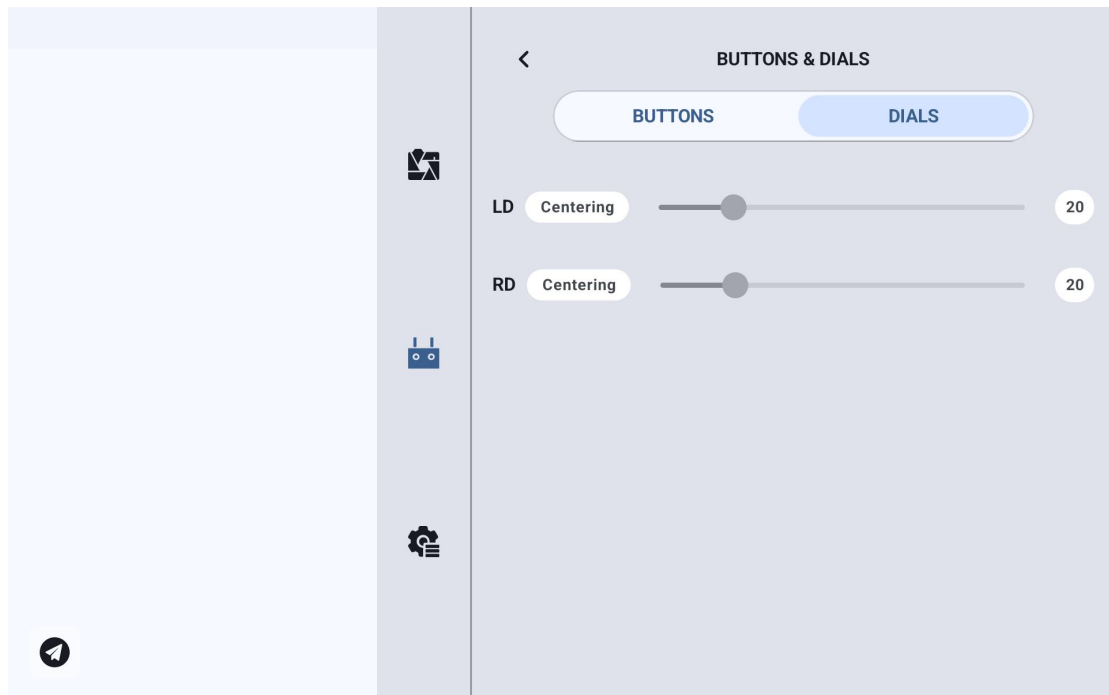 BUTTONS & DIALS
BUTTONS DIALS
LD Centering 20
RD Centering 20